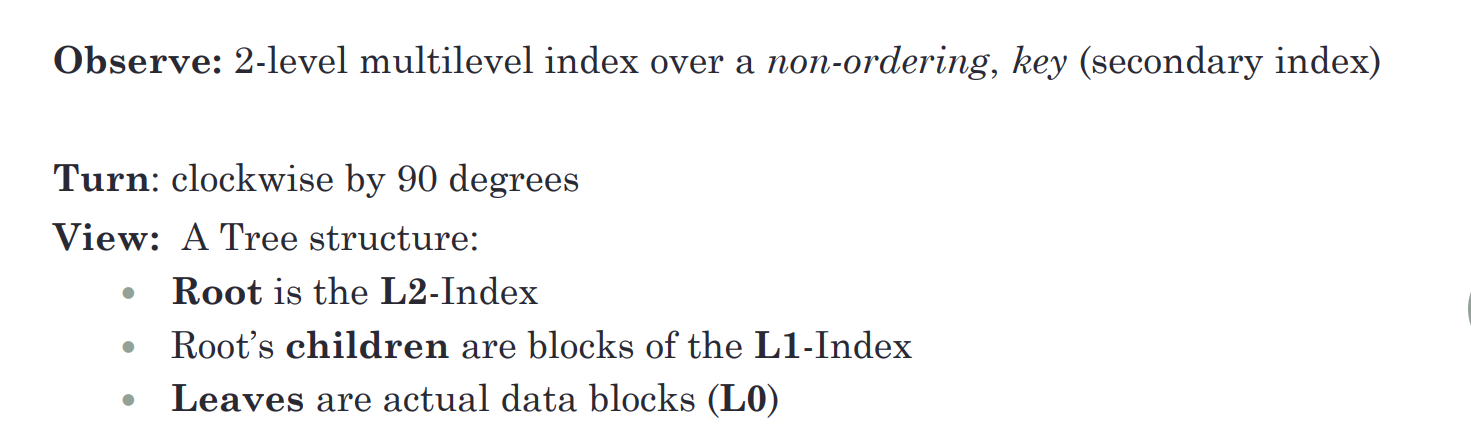 Observe: 2-level multilevel index over a non-ordering, key (secondary index)
Turn: clockwise by 90 degrees
View: A Tree structure:
• Root is the L2-Index
• Root’s children are blocks of the L1-Index
• Leaves are actual data blocks (L0)